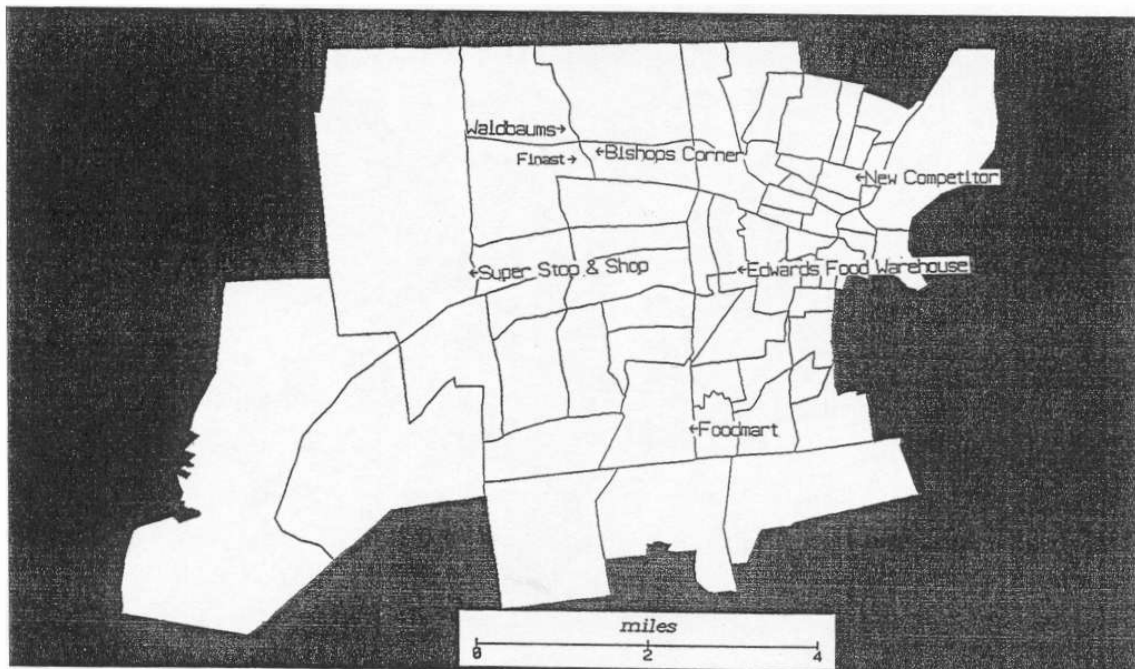 Waldbaums→
Finast→
←Bishops Corner
←New Competitor
←Super Stop & Shop
←Edwards Food Warehouse
←Foodmart
miles
0 2 4